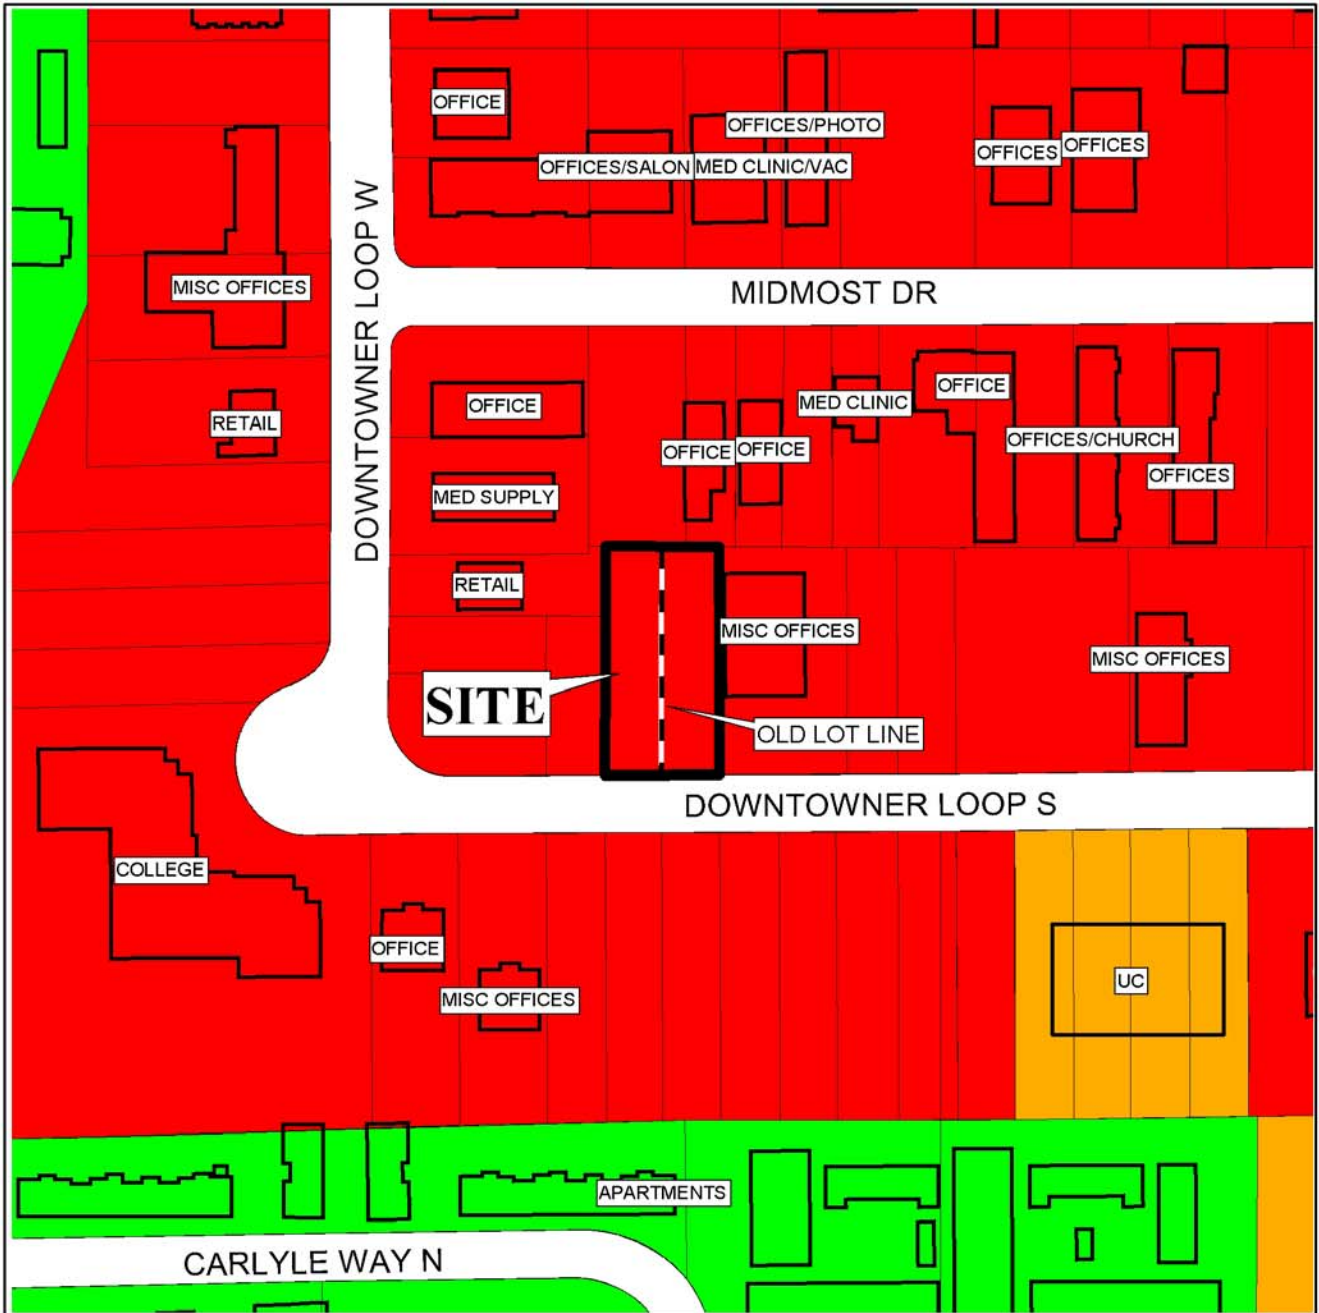 OFFICE
OFFICES/PHOTO
OFFICES/SALON
MED CLINIC/VAC
OFFICES
OFFICES
MISC OFFICES
DOWNTOWNER LOOP W
MIDMOST DR
RETAIL
OFFICE
MED CLINIC
OFFICE
OFFICE
OFFICE
OFFICES/CHURCH
OFFICES
MED SUPPLY
RETAIL
MISC OFFICES
MISC OFFICES
SITE
OLD LOT LINE
DOWNTOWNER LOOP S
COLLEGE
OFFICE
MISC OFFICES
UC
APARTMENTS
CARLYLE WAY N